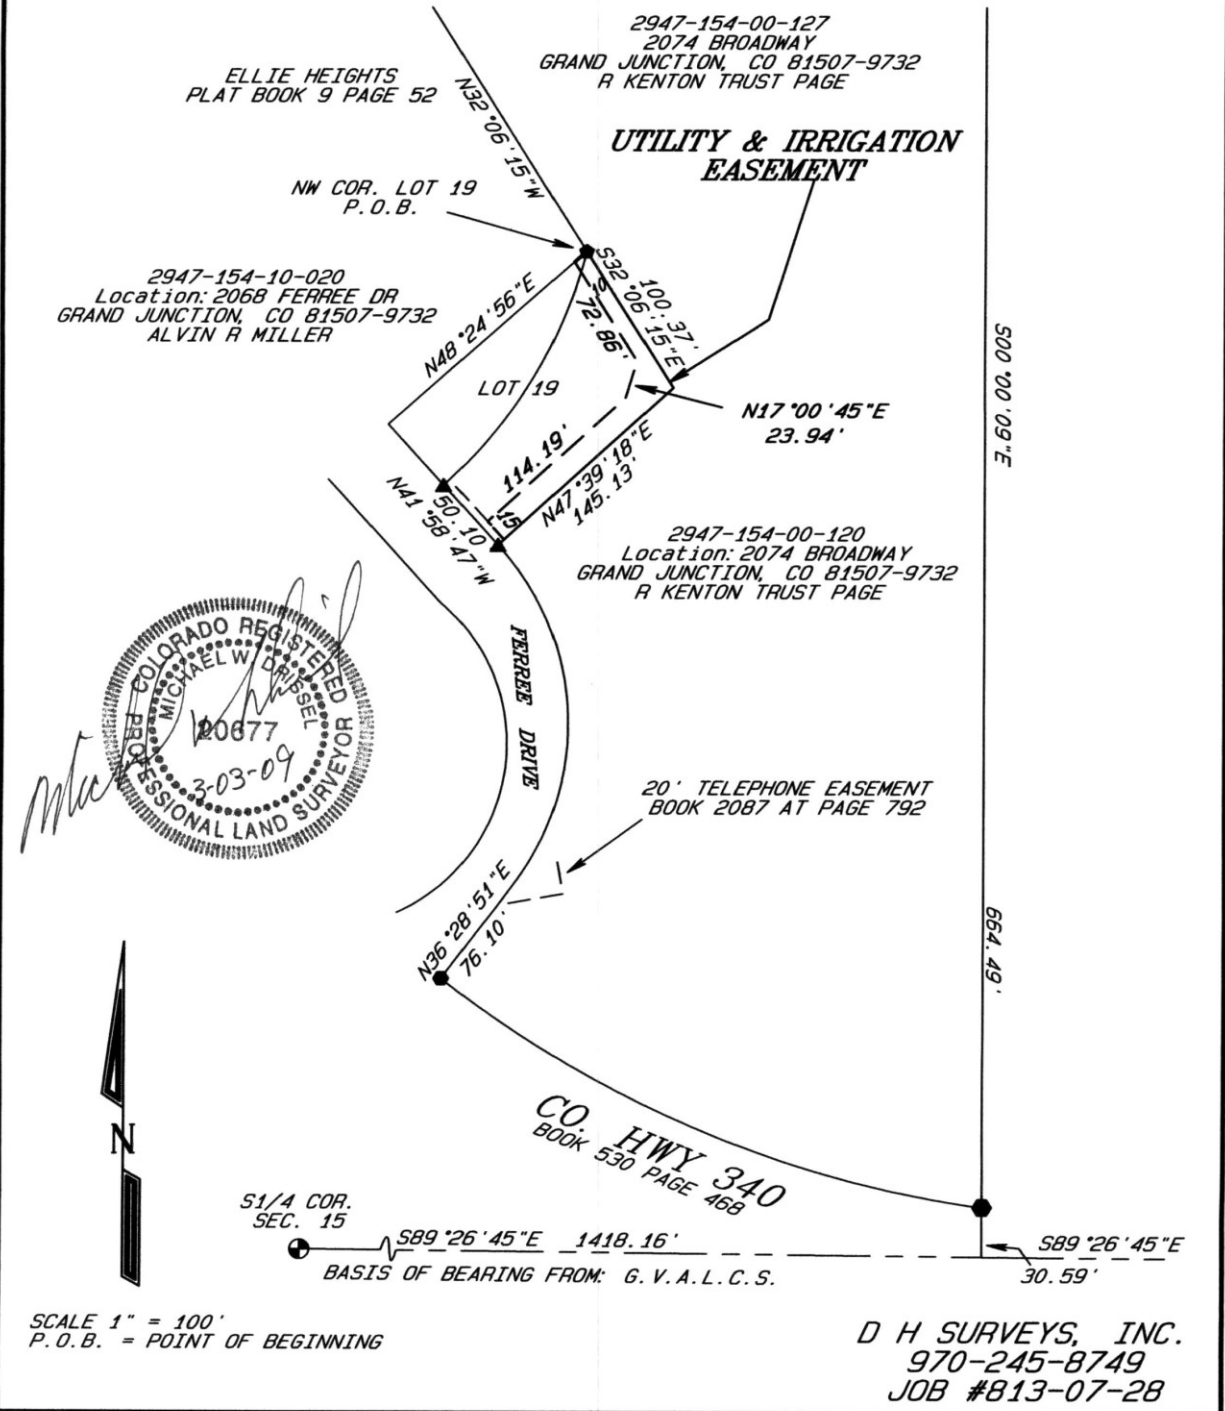 2947-154-00-127
2074 BROADWAY
GRAND JUNCTION, CO 81507-9732
R KENTON TRUST PAGE
ELLIE HEIGHTS
PLAT BOOK 9 PAGE 52
N32°06'15"W
UTILITY & IRRIGATION
EASEMENT
NW COR. LOT 19
P.O.B.
2947-154-10-020
Location: 2068 FERREE DR
GRAND JUNCTION, CO 81507-9732
ALVIN R MILLER
N48°24'56"E
100.37'
S32°06'15"E
10
72.86'
LOT 19
S00°00'09"E
N17°00'45"E
23.94'
114.19'
N47°39'18"E
145.13'
15
50.10
N41°58'47"W
2947-154-00-120
Location: 2074 BROADWAY
GRAND JUNCTION, CO 81507-9732
R KENTON TRUST PAGE
FERREE DRIVE
COLORADO REGISTERED
MICHAEL W. DRISSEL
20677
3-03-09
PROFESSIONAL LAND SURVEYOR
20' TELEPHONE EASEMENT
BOOK 2087 AT PAGE 792
N36°28'51"E
76.10'
664.49'
CO. HWY 340
BOOK 530 PAGE 468
N
S1/4 COR.
SEC. 15
S89°26'45"E 1418.16'
S89°26'45"E
BASIS OF BEARING FROM: G.V.A.L.C.S.
30.59'
SCALE 1" = 100'
P.O.B. = POINT OF BEGINNING
D H SURVEYS, INC.
970-245-8749
JOB #813-07-28